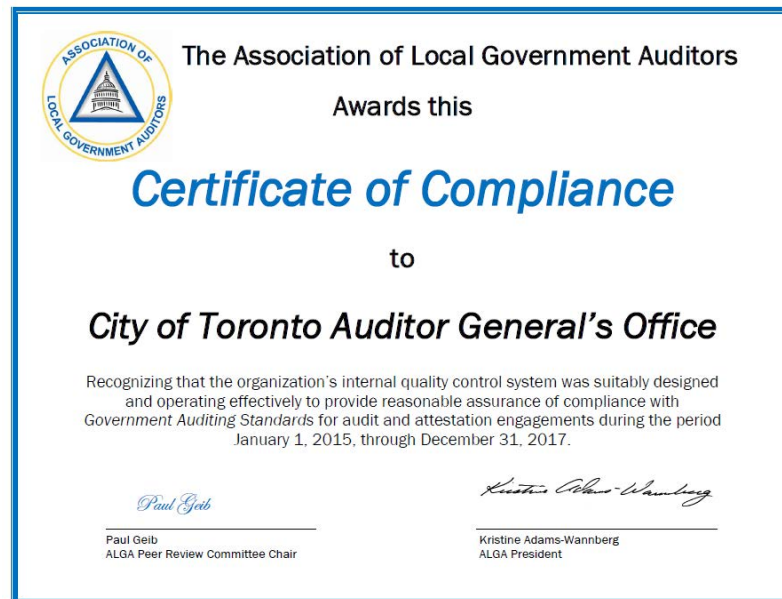 ASSOCIATION OF
LOCAL GOVERNMENT AUDITORS
The Association of Local Government Auditors
Awards this
Certificate of Compliance
to
City of Toronto Auditor General's Office
Recognizing that the organization's internal quality control system was suitably designed
and operating effectively to provide reasonable assurance of compliance with
Government Auditing Standards for audit and attestation engagements during the period
January 1, 2015, through December 31, 2017.
Paul Geib
Kristine Adams-Wannberg
Paul Geib
ALGA Peer Review Committee Chair
Kristine Adams-Wannberg
ALGA President